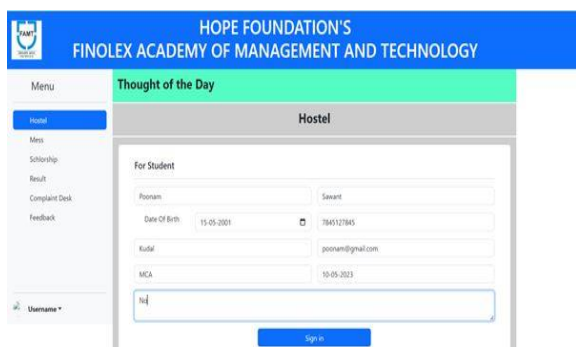 FAMT
HOPE FOUNDATION'S
FINOLEX ACADEMY OF MANAGEMENT AND TECHNOLOGY
Menu
Hostel
Mess
Schlorship
Result
Complaint Desk
Feedback
Username
Thought of the Day
Hostel
For Student
Poonam
Sawant
Date Of Birth
15-05-2001
7845127845
Kudal
poonam@gmail.com
MCA
10-05-2023
No
Sign in